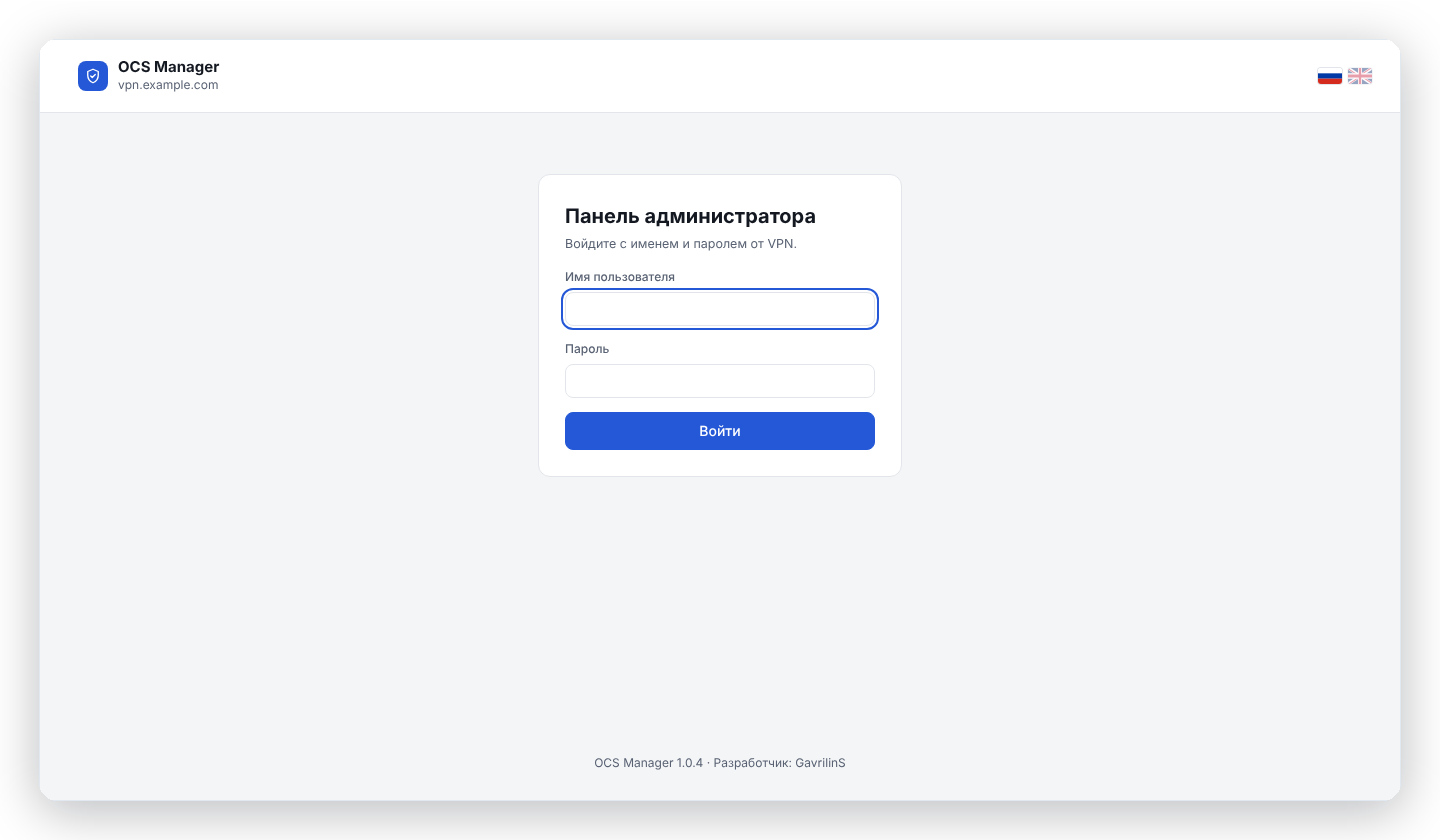 OCS Manager
vpn.example.com
Панель администратора
Войдите с именем и паролем от VPN.
Имя пользователя
Пароль
Войти
OCS Manager 1.0.4 · Разработчик: GavrilinS